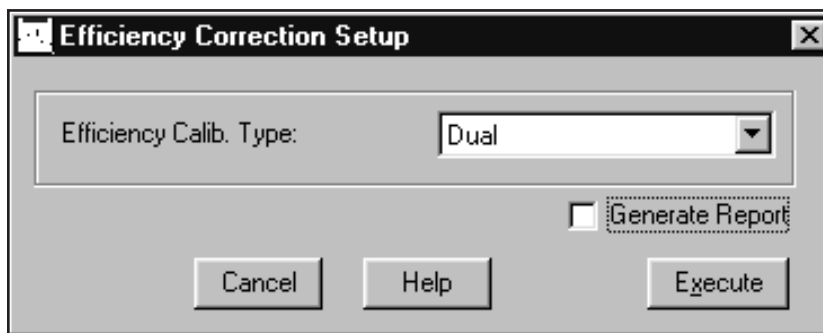 Efficiency Correction Setup
Efficiency Calib. Type: Dual
Generate Report
Cancel Help Execute